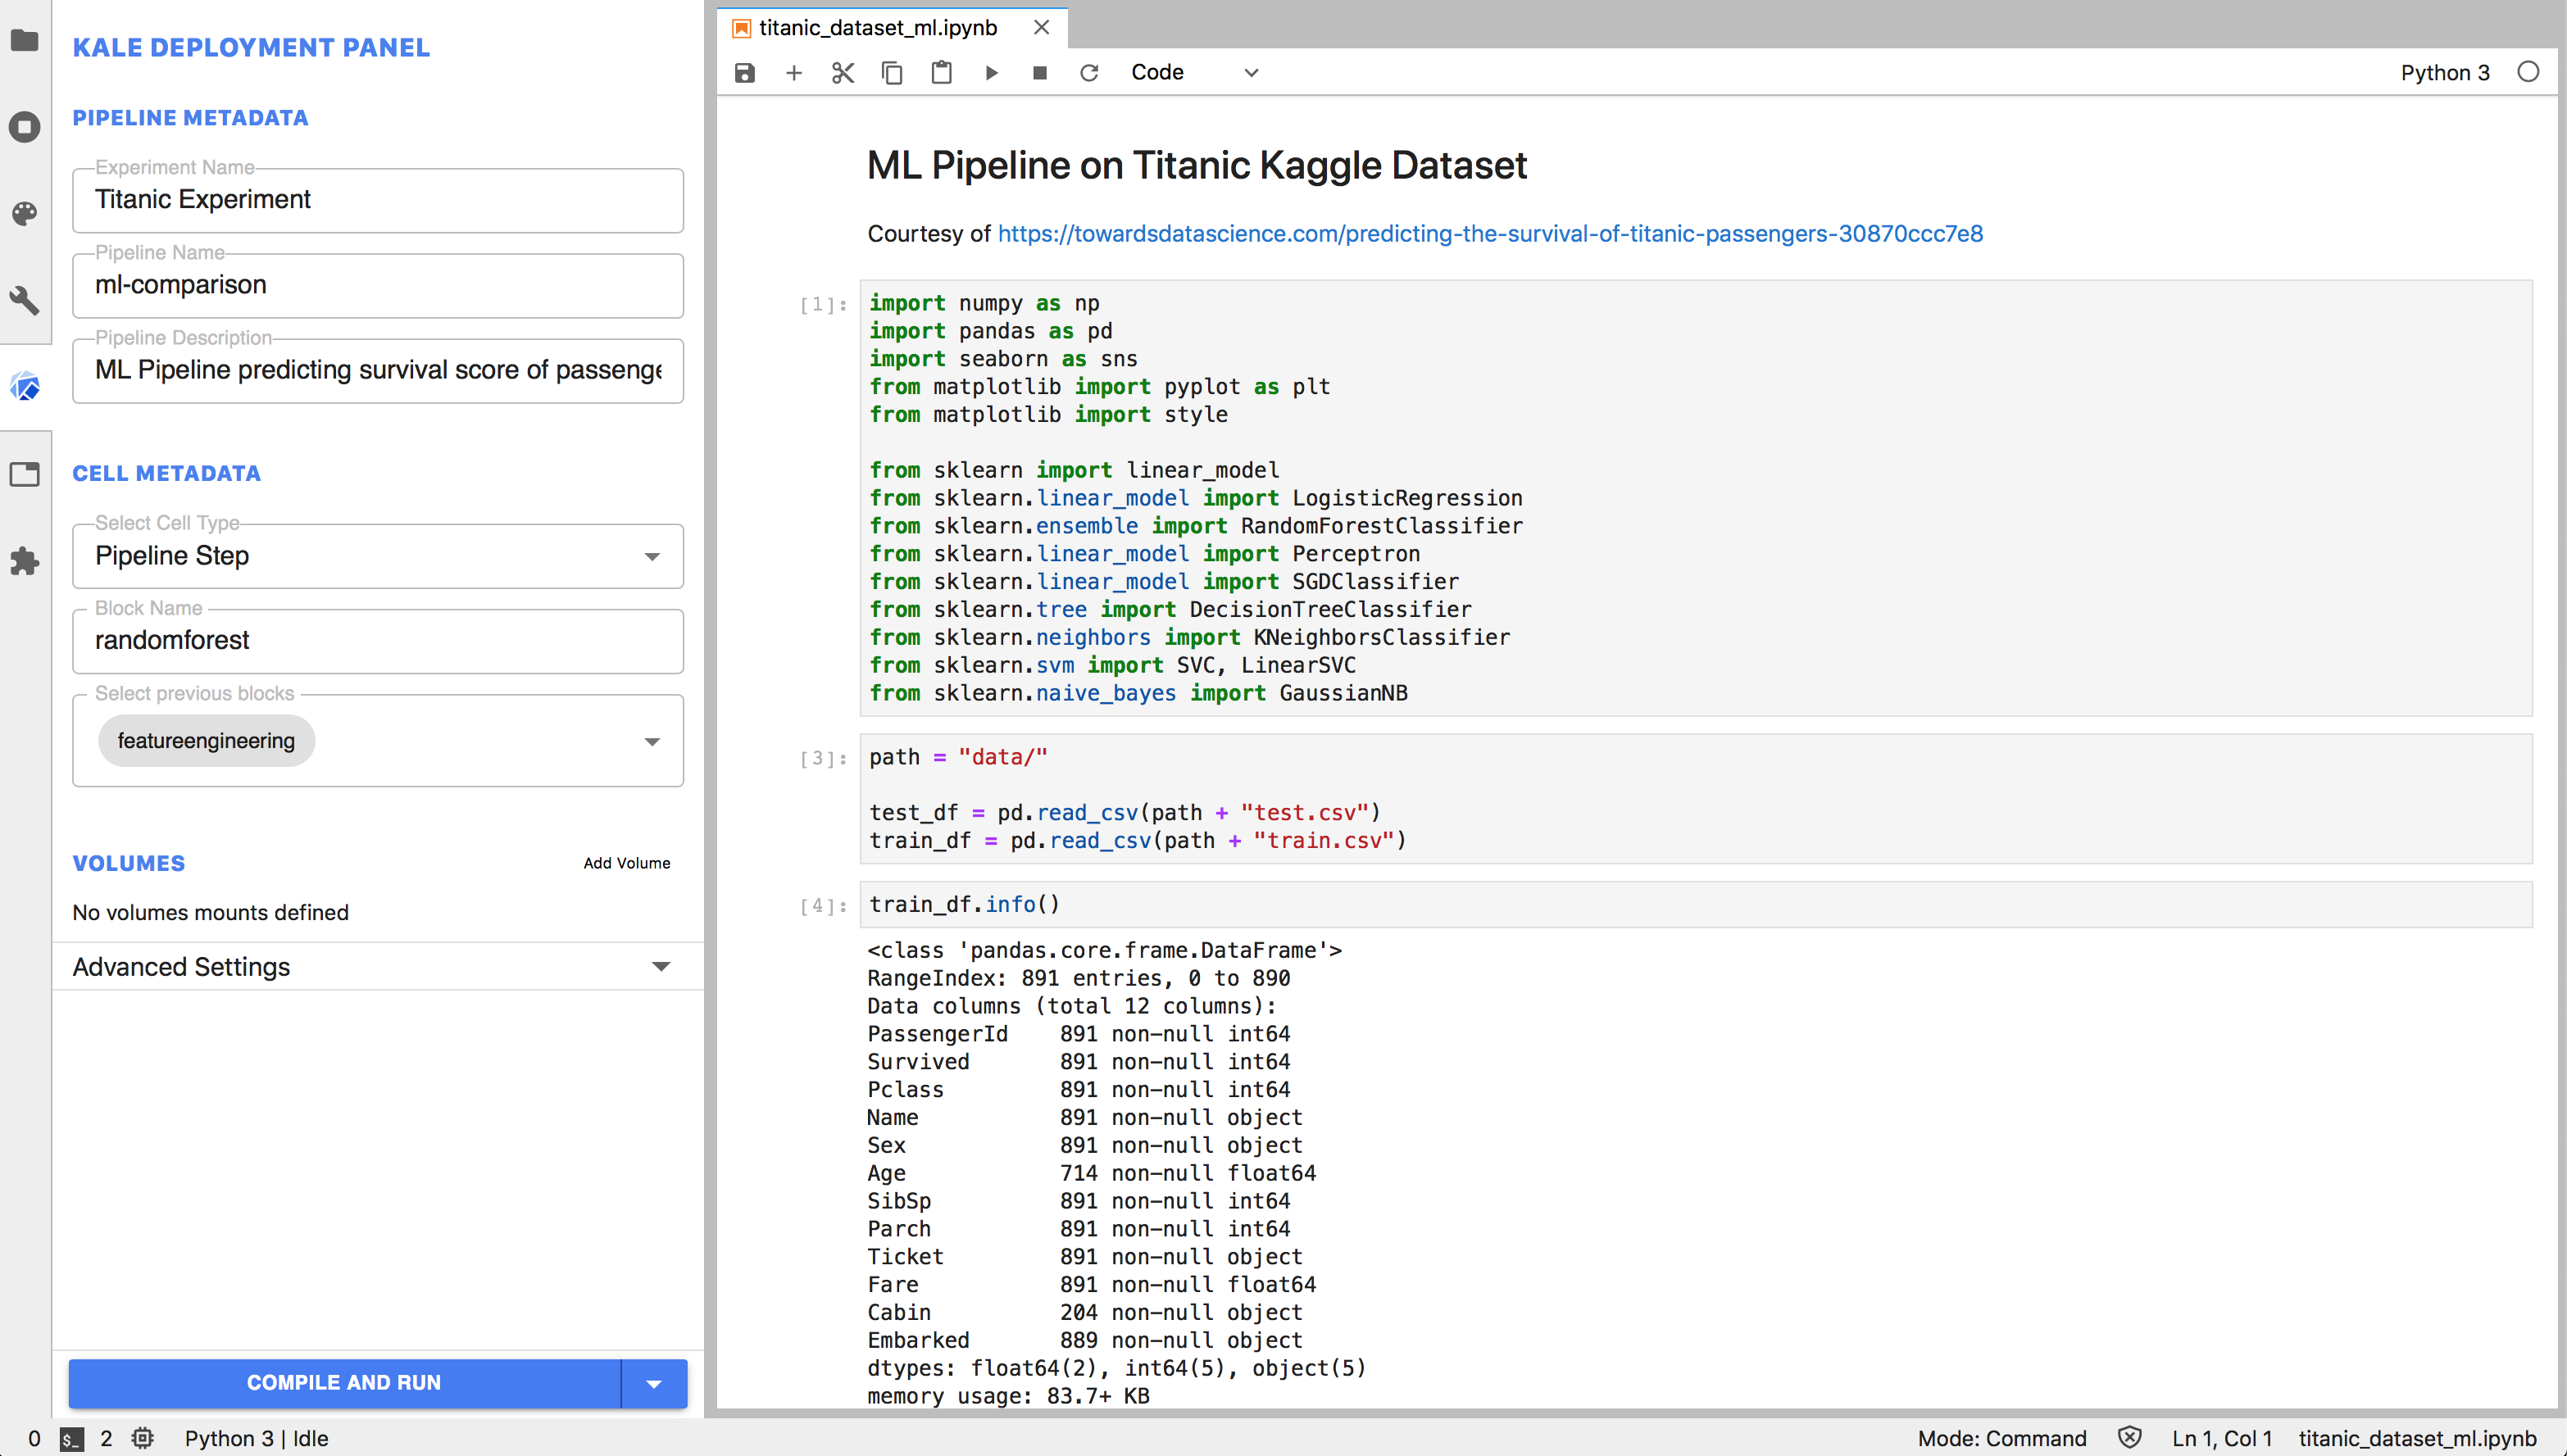 KALE DEPLOYMENT PANEL
PIPELINE METADATA
Experiment Name
Titanic Experiment
Pipeline Name
ml-comparison
Pipeline Description
ML Pipeline predicting survival score of passenge
CELL METADATA
Select Cell Type
Pipeline Step
Block Name
randomforest
Select previous blocks
featureengineering
VOLUMES
Add Volume
No volumes mounts defined
Advanced Settings
COMPILE AND RUN
titanic_dataset_ml.ipynb
Code
Python 3
ML Pipeline on Titanic Kaggle Dataset
Courtesy of https://towardsdatascience.com/predicting-the-survival-of-titanic-passengers-30870ccc7e8
[1]:
import numpy as np
import pandas as pd
import seaborn as sns
from matplotlib import pyplot as plt
from matplotlib import style
from sklearn import linear_model
from sklearn.linear_model import LogisticRegression
from sklearn.ensemble import RandomForestClassifier
from sklearn.linear_model import Perceptron
from sklearn.linear_model import SGDClassifier
from sklearn.tree import DecisionTreeClassifier
from sklearn.neighbors import KNeighborsClassifier
from sklearn.svm import SVC, LinearSVC
from sklearn.naive_bayes import GaussianNB
[3]:
path = "data/"
test_df = pd.read_csv(path + "test.csv")
train_df = pd.read_csv(path + "train.csv")
[4]:
train_df.info()
<class 'pandas.core.frame.DataFrame'>
RangeIndex: 891 entries, 0 to 890
Data columns (total 12 columns):
PassengerId    891 non-null int64
Survived       891 non-null int64
Pclass         891 non-null int64
Name           891 non-null object
Sex            891 non-null object
Age            714 non-null float64
SibSp          891 non-null int64
Parch          891 non-null int64
Ticket         891 non-null object
Fare           891 non-null float64
Cabin          204 non-null object
Embarked       889 non-null object
dtypes: float64(2), int64(5), object(5)
memory usage: 83.7+ KB
0 $_ 2 Python 3 | Idle
Mode: Command
Ln 1, Col 1
titanic_dataset_ml.ipynb